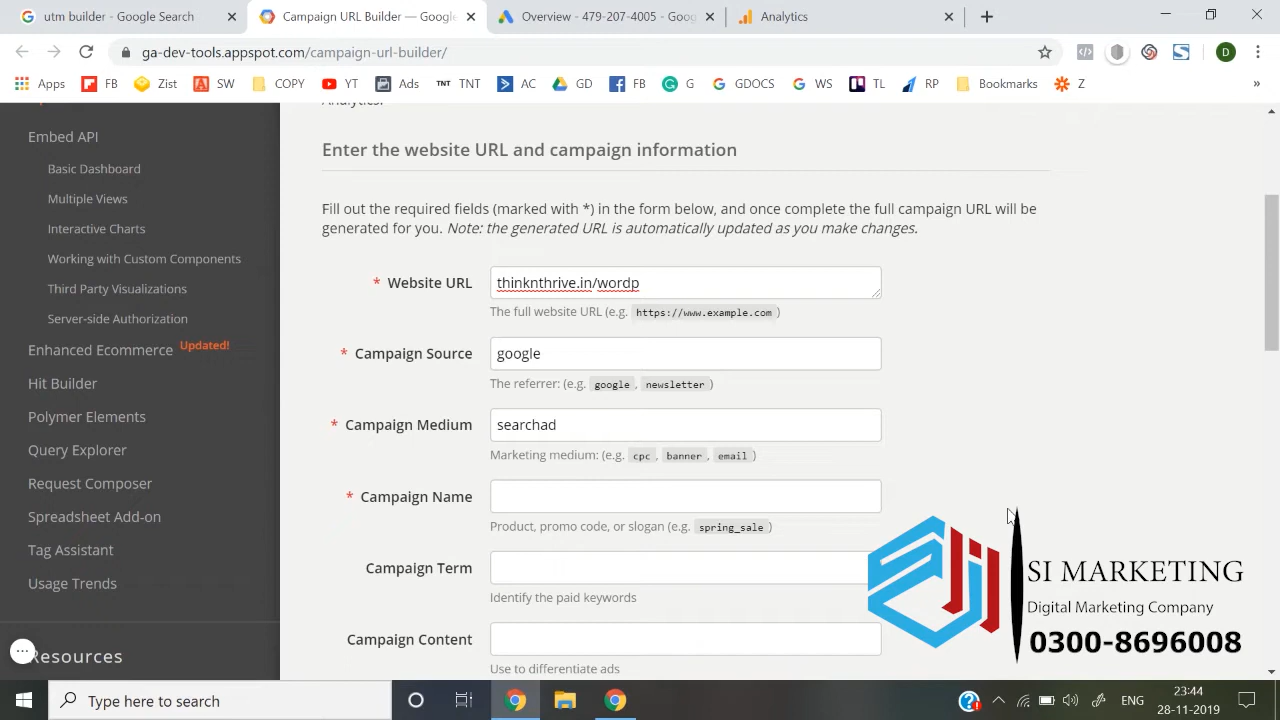 utm builder - Google Search
Campaign URL Builder — Google
Overview - 479-207-4005 - Goog
Analytics
ga-dev-tools.appspot.com/campaign-url-builder/
D
Apps
FB
Zist
SW
COPY
YT
Ads
TNT TNT
AC
GD
FB
G
GDOCS
WS
TL
RP
Bookmarks
Z
»
Analytics.
Embed API
Basic Dashboard
Multiple Views
Interactive Charts
Working with Custom Components
Third Party Visualizations
Server-side Authorization
Enhanced Ecommerce Updated!
Hit Builder
Polymer Elements
Query Explorer
Request Composer
Spreadsheet Add-on
Tag Assistant
Usage Trends
Resources
Enter the website URL and campaign information
Fill out the required fields (marked with *) in the form below, and once complete the full campaign URL will be
generated for you. Note: the generated URL is automatically updated as you make changes.
* Website URL
thinknthrive.in/wordp
The full website URL (e.g. https://www.example.com )
* Campaign Source
google
The referrer: (e.g. google , newsletter )
* Campaign Medium
searchad
Marketing medium: (e.g. cpc , banner , email )
* Campaign Name
Product, promo code, or slogan (e.g. spring_sale )
Campaign Term
Identify the paid keywords
Campaign Content
Use to differentiate ads
SI MARKETING
Digital Marketing Company
0300-8696008
Type here to search
ENG
23:44
28-11-2019